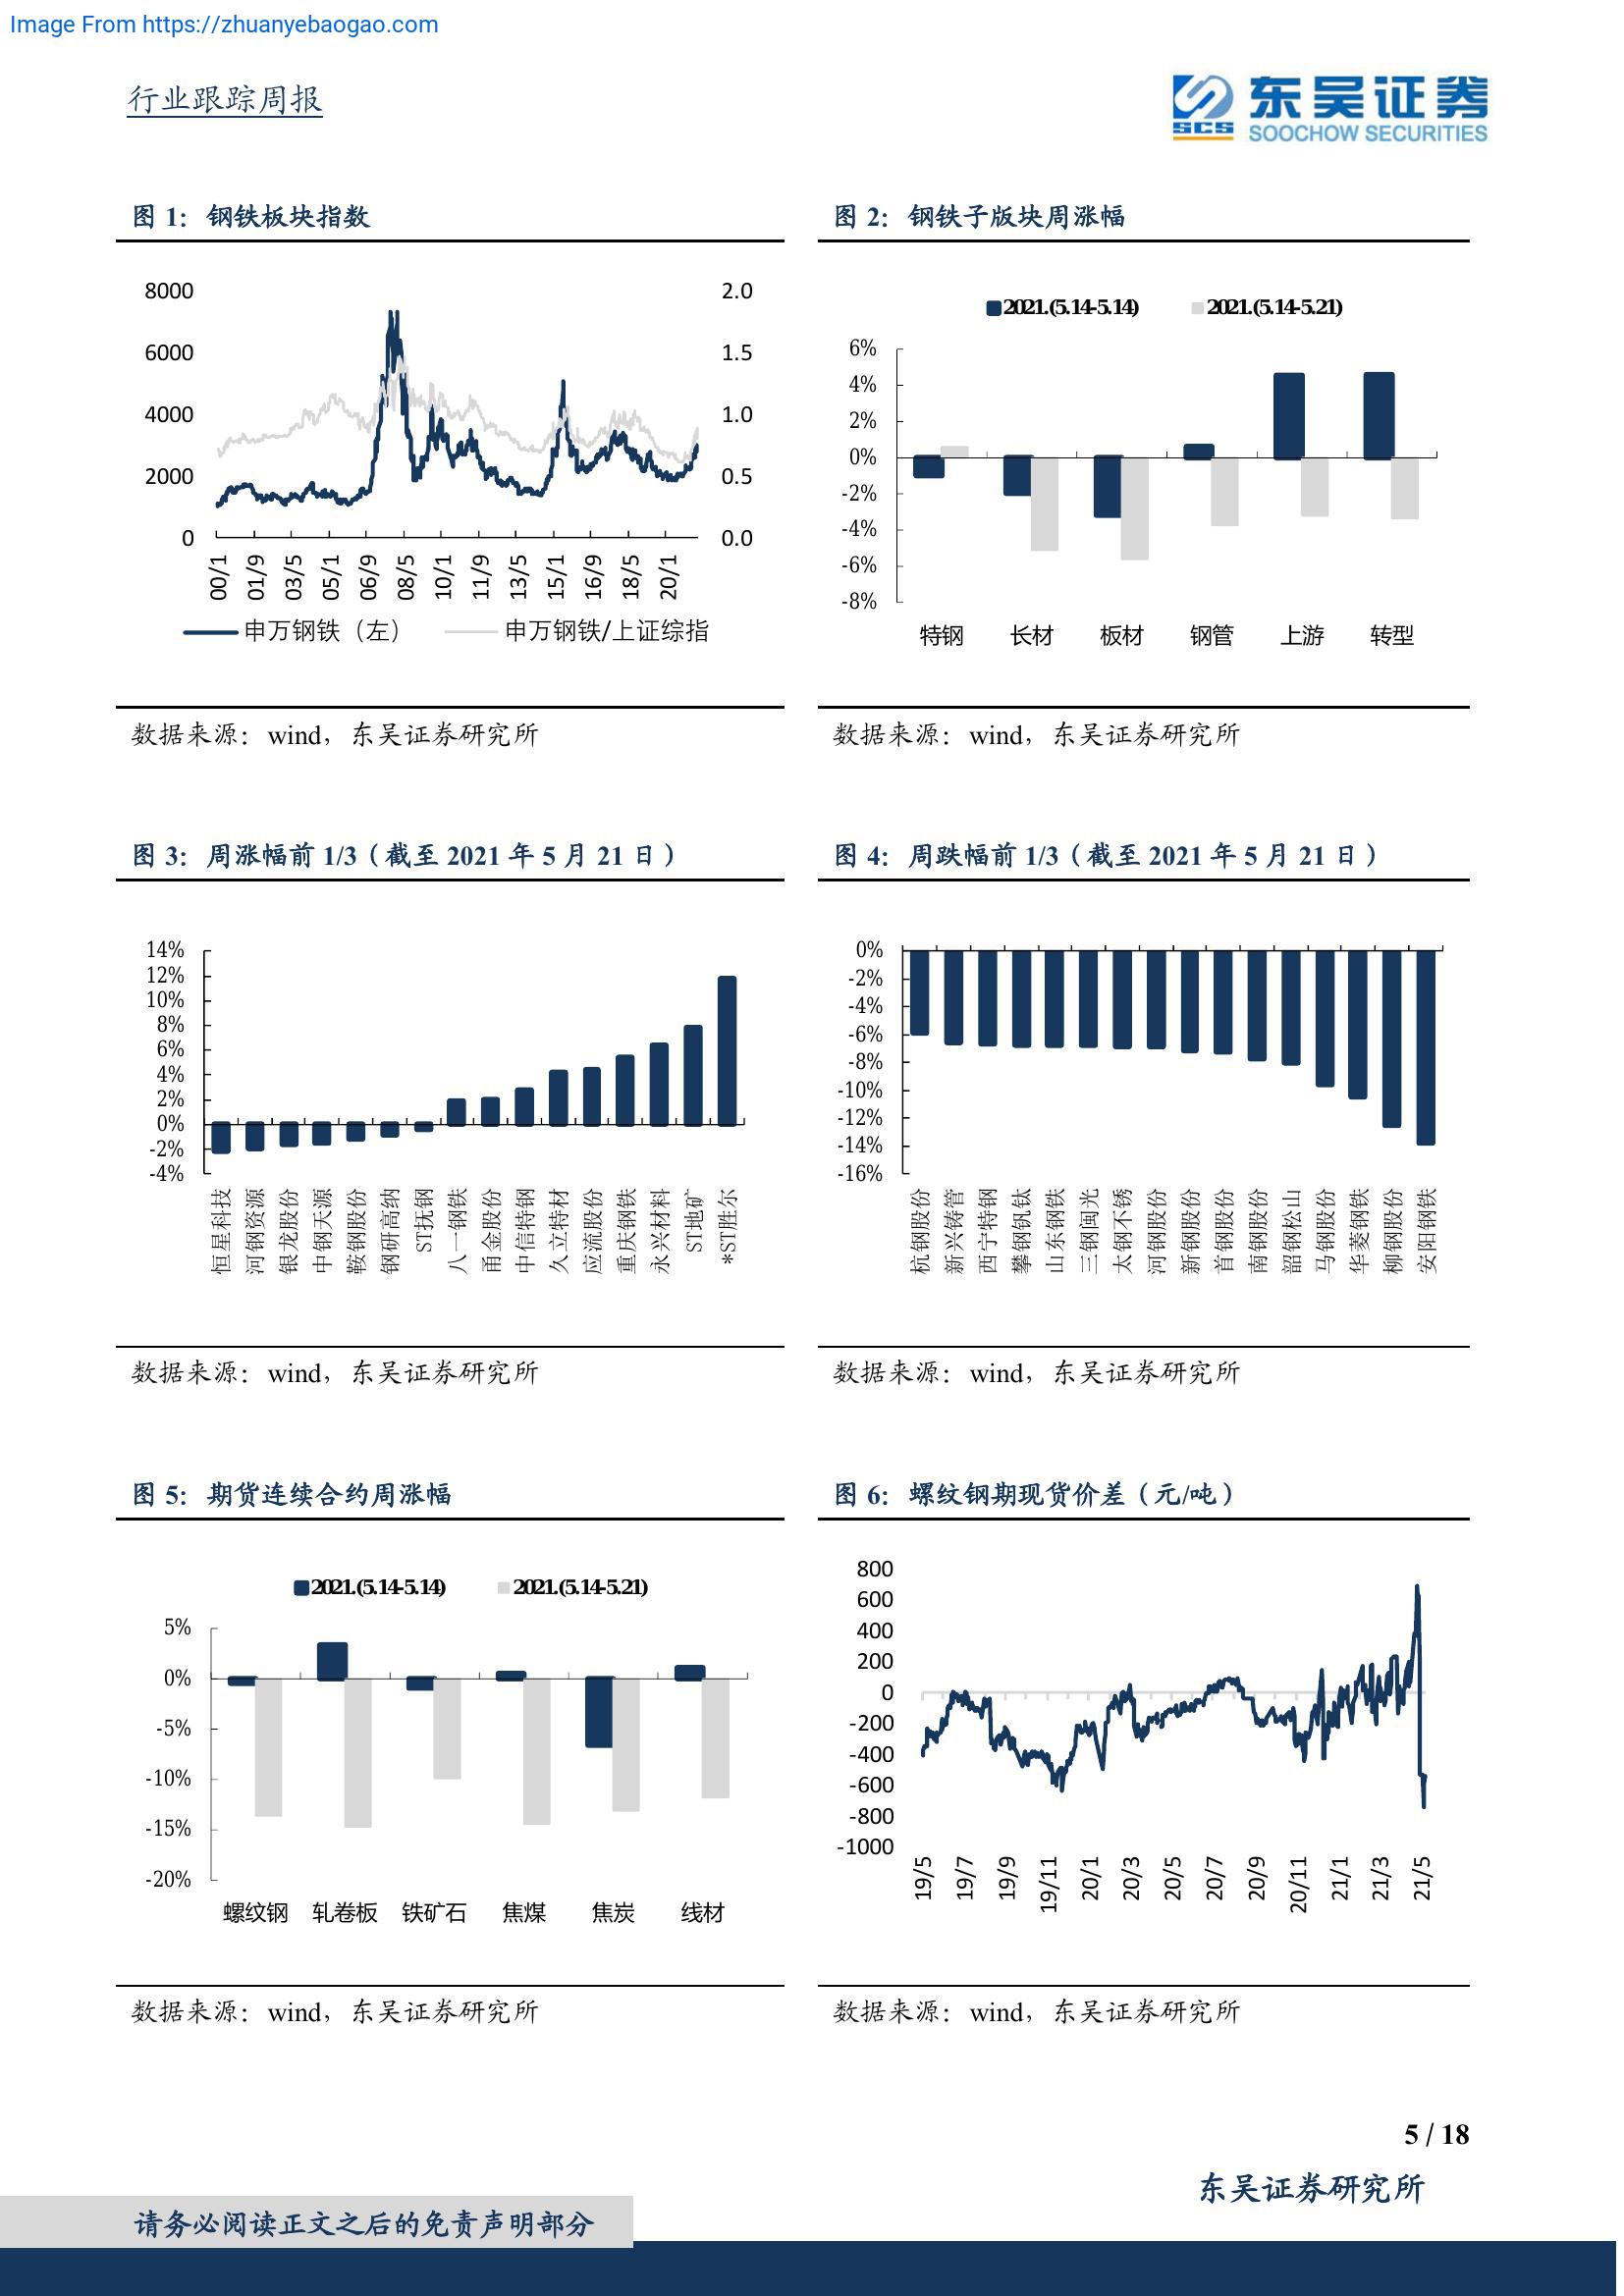 Image From https://zhuanyebaogao.com
行业跟踪周报
SCS
东吴证券
SOOCHOW SECURITIES
图 1：钢铁板块指数
8000
6000
4000
2000
0
2.0
1.5
1.0
0.5
0.0
00/1
01/9
03/5
05/1
06/9
08/5
10/1
11/9
13/5
15/1
16/9
18/5
20/1
申万钢铁（左）
申万钢铁/上证综指
数据来源：wind，东吴证券研究所
图 2：钢铁子版块周涨幅
2021.(5.14-5.14)
2021.(5.14-5.21)
6%
4%
2%
0%
-2%
-4%
-6%
-8%
特钢
长材
板材
钢管
上游
转型
数据来源：wind，东吴证券研究所
图 3：周涨幅前 1/3（截至 2021 年 5 月 21 日）
14%
12%
10%
8%
6%
4%
2%
0%
-2%
-4%
恒星科技
河钢资源
银龙股份
中钢天源
鞍钢股份
钢研高纳
ST抚钢
八一钢铁
甬金股份
中信特钢
久立特材
应流股份
重庆钢铁
永兴材料
ST地矿
*ST胜尔
数据来源：wind，东吴证券研究所
图 4：周跌幅前 1/3（截至 2021 年 5 月 21 日）
0%
-2%
-4%
-6%
-8%
-10%
-12%
-14%
-16%
杭钢股份
新兴铸管
西宁特钢
攀钢钒钛
山东钢铁
三钢闽光
太钢不锈
河钢股份
新钢股份
首钢股份
南钢股份
韶钢松山
马钢股份
华菱钢铁
柳钢股份
安阳钢铁
数据来源：wind，东吴证券研究所
图 5：期货连续合约周涨幅
2021.(5.14-5.14)
2021.(5.14-5.21)
5%
0%
-5%
-10%
-15%
-20%
螺纹钢
轧卷板
铁矿石
焦煤
焦炭
线材
数据来源：wind，东吴证券研究所
图 6：螺纹钢期现货价差（元/吨）
800
600
400
200
0
-200
-400
-600
-800
-1000
19/5
19/7
19/9
19/11
20/1
20/3
20/5
20/7
20/9
20/11
21/1
21/3
21/5
数据来源：wind，东吴证券研究所
5 / 18
东吴证券研究所
请务必阅读正文之后的免责声明部分